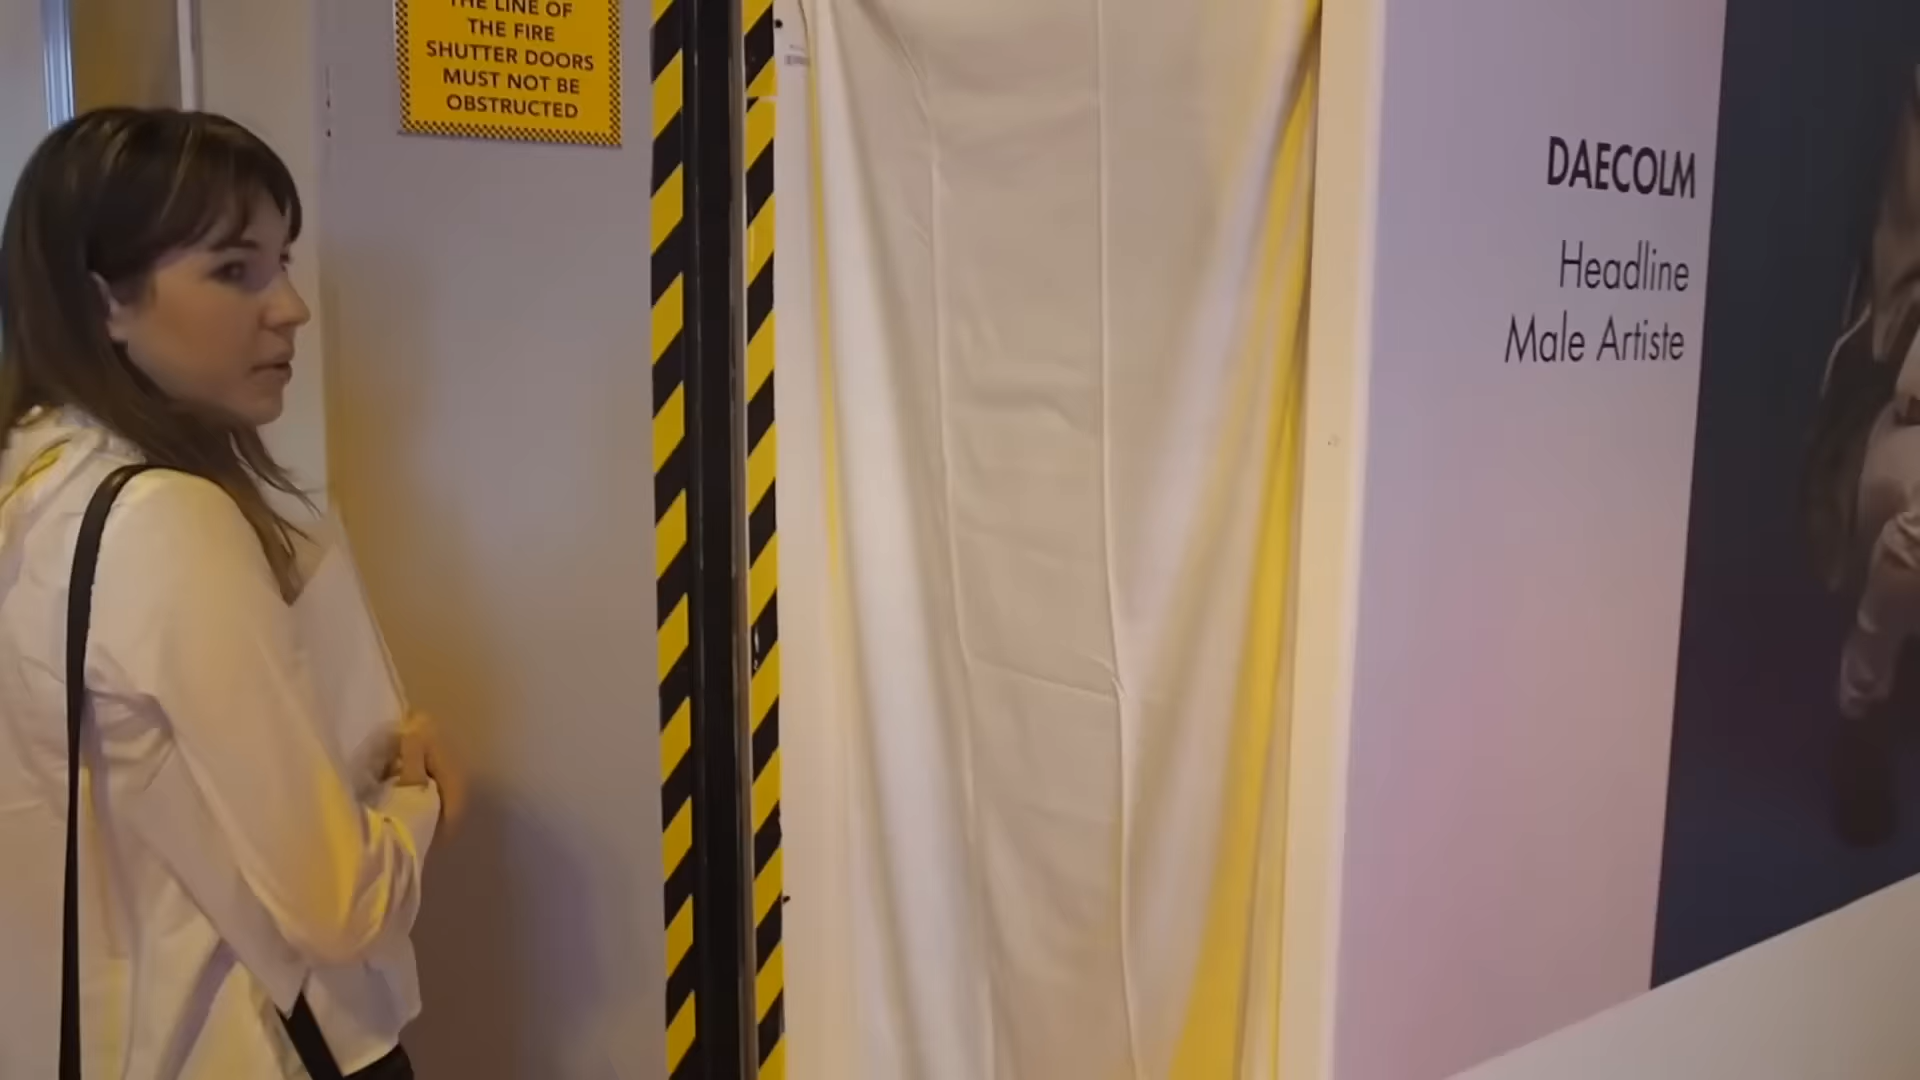 THE LINE OF
THE FIRE
SHUTTER DOORS
MUST NOT BE
OBSTRUCTED
DAECOLM
Headline
Male Artiste